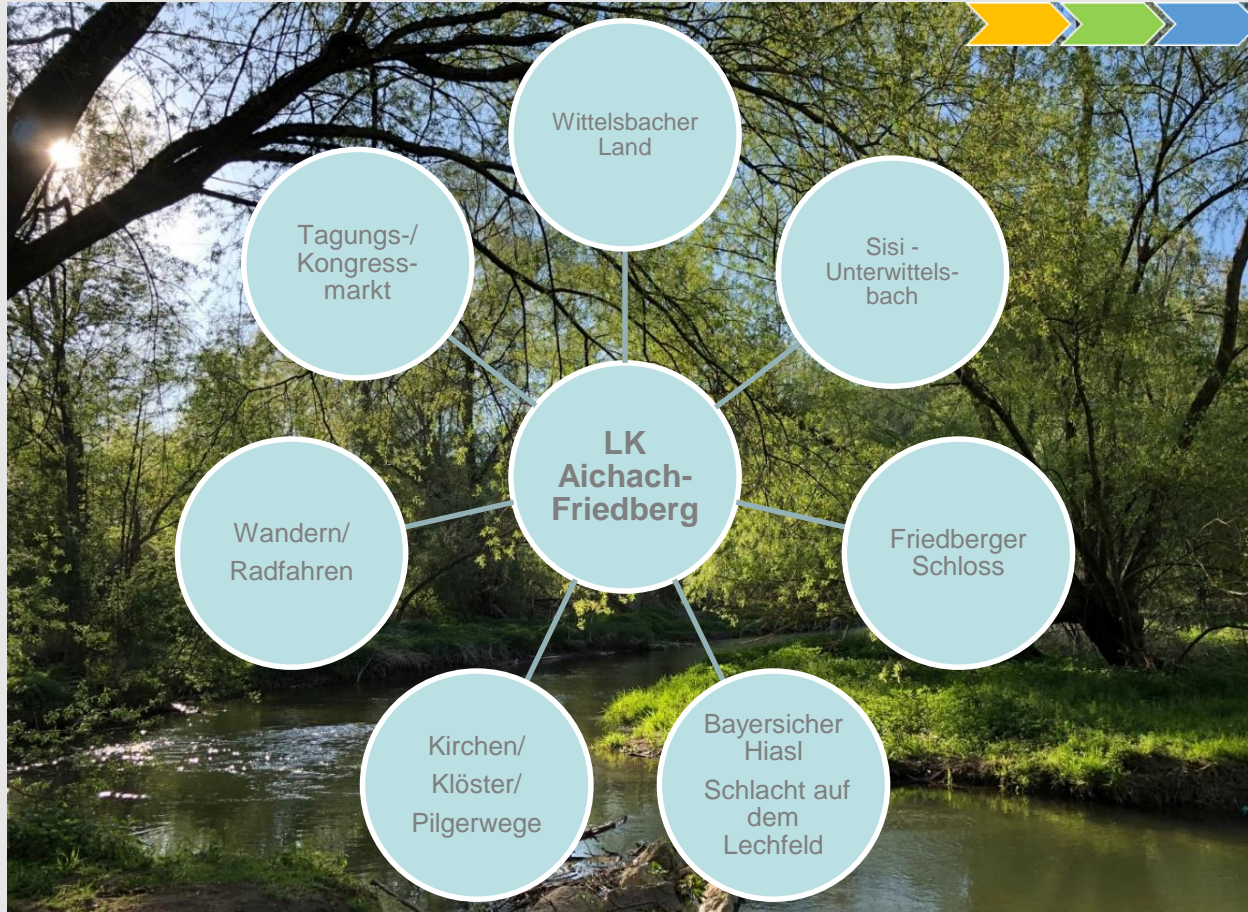 Wittelsbacher
Land
Sisi -
Unterwittels-
bach
Friedberger
Schloss
Bayersicher
Hiasl
Schlacht auf
dem
Lechfeld
Kirchen/
Klöster/
Pilgerwege
Wandern/
Radfahren
Tagungs-/
Kongress-
markt
LK
Aichach-
Friedberg